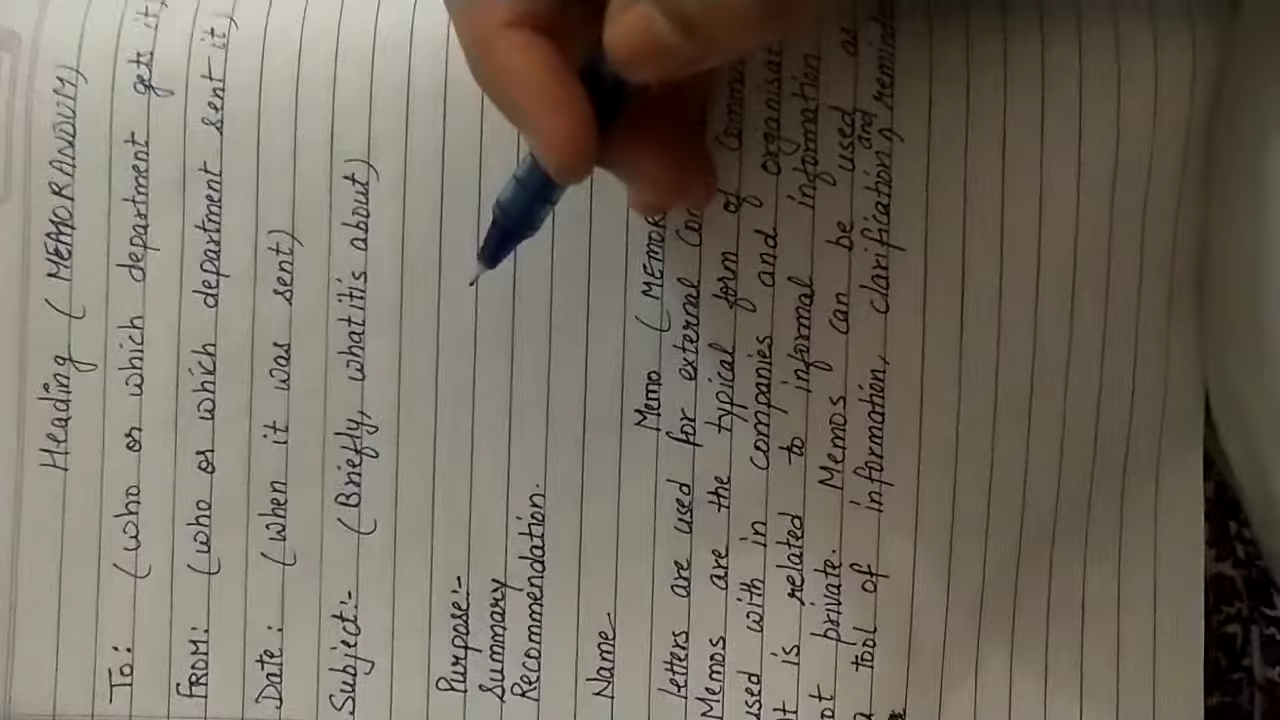 Heading (MEMORANDUM)
To: (who or which department gets it,
FROM: (who or which department sent it,
Date: (when it was sent)
Subject:- (Briefly, what it is about)
Purpose:-
Summary
Recommendation.
Name
Memo (MEMOR
letters are used for external Cor
Memos are the typical form of Commu
used with in companies and organisat
It is related to informal information
not private. Memos can be used as
a tool of information, clarification, and remind